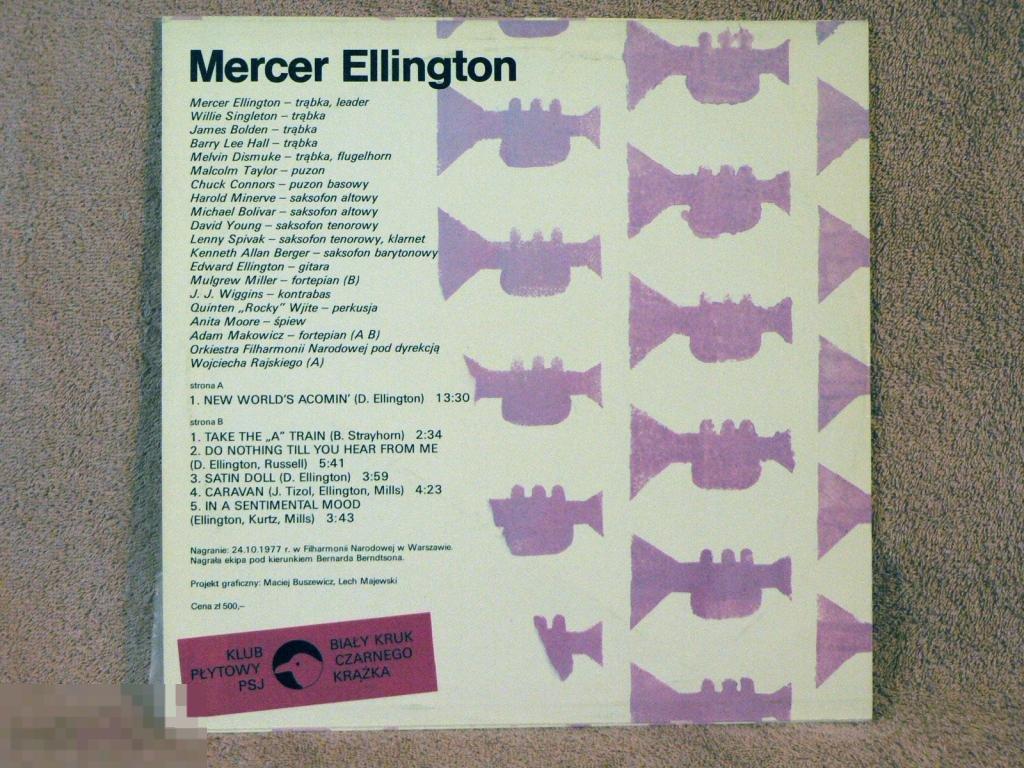 Mercer Ellington
Mercer Ellington – trąbka, leader
Willie Singleton – trąbka
James Bolden – trąbka
Barry Lee Hall – trąbka
Melvin Dismuke – trąbka, flugelhorn
Malcolm Taylor – puzon
Chuck Connors – puzon basowy
Harold Minerve – saksofon altowy
Michael Bolivar – saksofon altowy
David Young – saksofon tenorowy
Lenny Spivak – saksofon tenorowy, klarnet
Kenneth Allan Berger – saksofon barytonowy
Edward Ellington – gitara
Mulgrew Miller – fortepian (B)
J. J. Wiggins – kontrabas
Quinten „Rocky” Wjite – perkusja
Anita Moore – śpiew
Adam Makowicz – fortepian (A B)
Orkiestra Filharmonii Narodowej pod dyrekcją
Wojciecha Rajskiego (A)
strona A
1. NEW WORLD'S ACOMIN' (D. Ellington) 13:30
strona B
1. TAKE THE „A” TRAIN (B. Strayhorn) 2:34
2. DO NOTHING TILL YOU HEAR FROM ME
(D. Ellington, Russell) 5:41
3. SATIN DOLL (D. Ellington) 3:59
4. CARAVAN (J. Tizol, Ellington, Mills) 4:23
5. IN A SENTIMENTAL MOOD
(Ellington, Kurtz, Mills) 3:43
Nagranie: 24.10.1977 r. w Filharmonii Narodowej w Warszawie.
Nagrała ekipa pod kierunkiem Bernarda Berndtsona.
Projekt graficzny: Maciej Buszewicz, Lech Majewski
Cena zł 500,–
KLUB
PŁYTOWY
PSJ
BIAŁY KRUK
CZARNEGO
KRĄŻKA